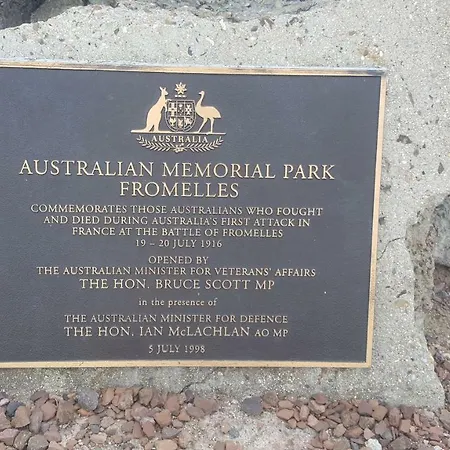 AUSTRALIA
AUSTRALIAN MEMORIAL PARK
FROMELLES
COMMEMORATES THOSE AUSTRALIANS WHO FOUGHT
AND DIED DURING AUSTRALIA'S FIRST ATTACK IN
FRANCE AT THE BATTLE OF FROMELLES
19 – 20 JULY 1916
OPENED BY
THE AUSTRALIAN MINISTER FOR VETERANS' AFFAIRS
THE HON. BRUCE SCOTT MP
in the presence of
THE AUSTRALIAN MINISTER FOR DEFENCE
THE HON. IAN McLACHLAN AO MP
5 JULY 1998